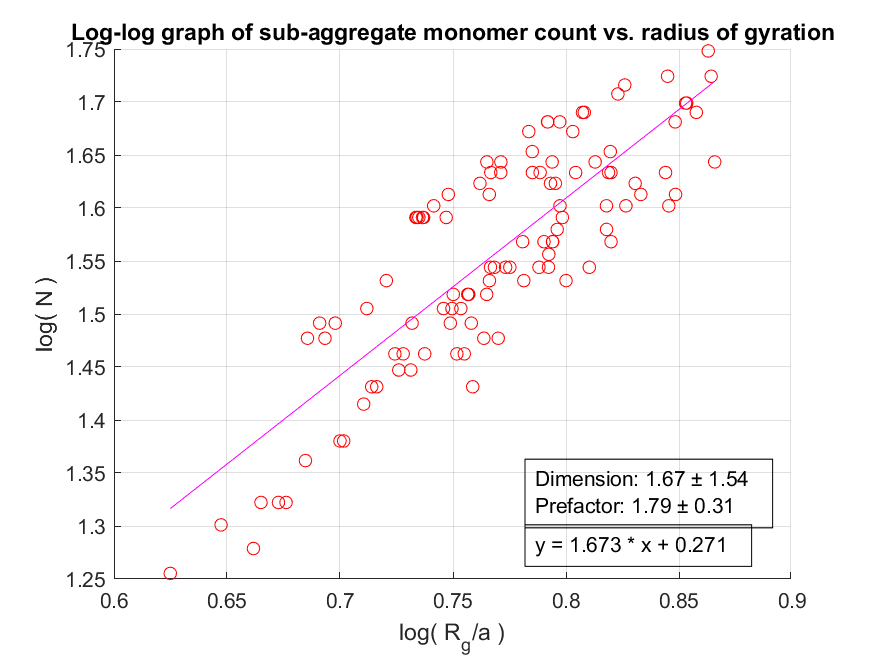 Log-log graph of sub-aggregate monomer count vs. radius of gyration
1.75
1.7
1.65
1.6
1.55
1.5
1.45
1.4
1.35
1.3
1.25
log( N )
Dimension: 1.67 ± 1.54
Prefactor: 1.79 ± 0.31
y = 1.673 * x + 0.271
0.6 0.65 0.7 0.75 0.8 0.85 0.9
log( R_g/a )